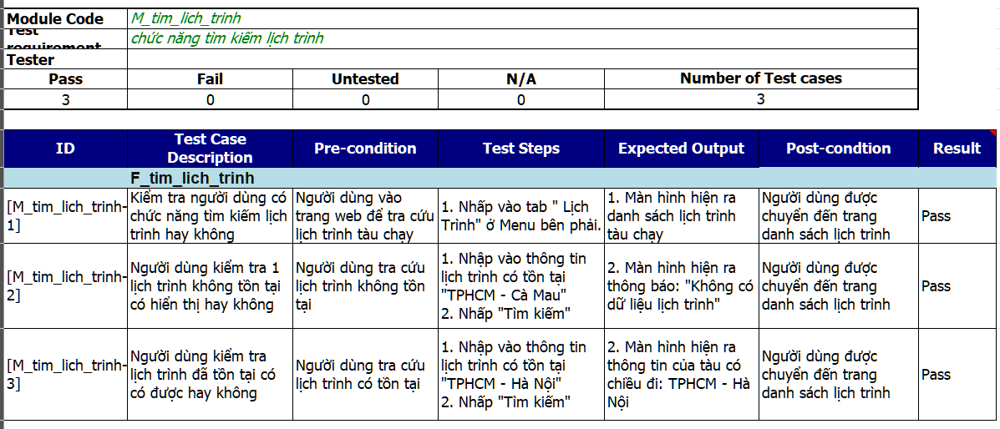 Module Code M_tim_lich_trinh
Test requirement chức năng tìm kiếm lịch trình
Tester
Pass Fail Untested N/A Number of Test cases
3 0 0 0 3
ID Test Case Description Pre-condition Test Steps Expected Output Post-condtion Result
F_tim_lich_trinh
[M_tim_lich_trinh-
1]
Kiểm tra người dùng có
chức năng tìm kiếm lịch
trình hay không
Người dùng vào
trang web để tra cứu
lịch trình tàu chạy
1. Nhấp vào tab " Lịch
Trình" ở Menu bên phải.
1. Màn hình hiện ra
danh sách lịch trình
tàu chạy
Người dùng được
chuyển đến trang
danh sách lịch trình
Pass
[M_tim_lich_trinh-
2]
Người dùng kiểm tra 1
lịch trình không tồn tại
có hiển thị hay không
Người dùng tra cứu
lịch trình không tồn
tại
1. Nhập vào thông tin
lịch trình có tồn tại
"TPHCM - Cà Mau"
2. Nhấp "Tìm kiếm"
2. Màn hình hiện ra
thông báo: "Không có
dữ liệu lịch trình"
Người dùng được
chuyển đến trang
danh sách lịch trình
Pass
[M_tim_lich_trinh-
3]
Người dùng kiểm tra
lịch trình đã tồn tại có
có được hay không
Người dùng tra cứu
lịch trình có tồn tại
1. Nhập vào thông tin
lịch trình có tồn tại
"TPHCM - Hà Nội"
2. Nhấp "Tìm kiếm"
2. Màn hình hiện ra
thông tin của tàu có
chiều đi: TPHCM - Hà
Nội
Người dùng được
chuyển đến trang
danh sách lịch trình
Pass